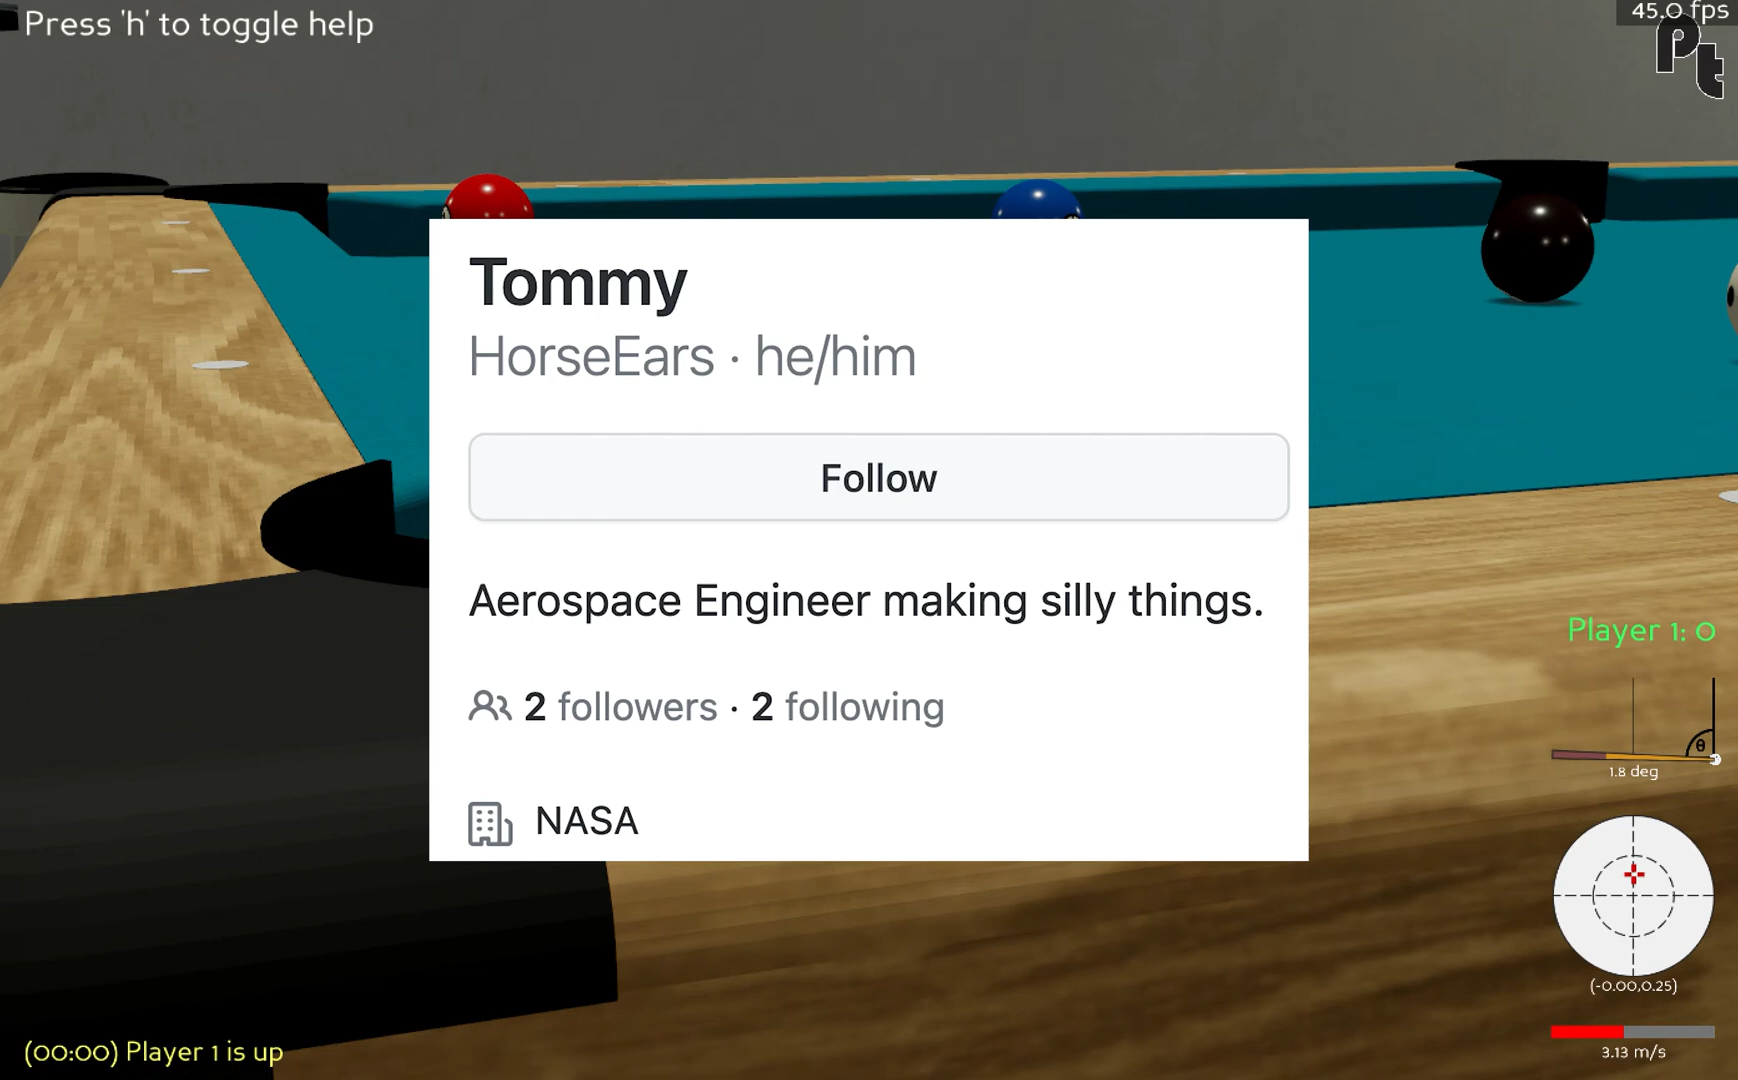 Press 'h' to toggle help
45.0 fps
Pt
Tommy
HorseEars · he/him
Follow
Aerospace Engineer making silly things.
2 followers · 2 following
NASA
Player 1: 0
θ
1.8 deg
(-0.00,0.25)
3.13 m/s
(00:00) Player 1 is up